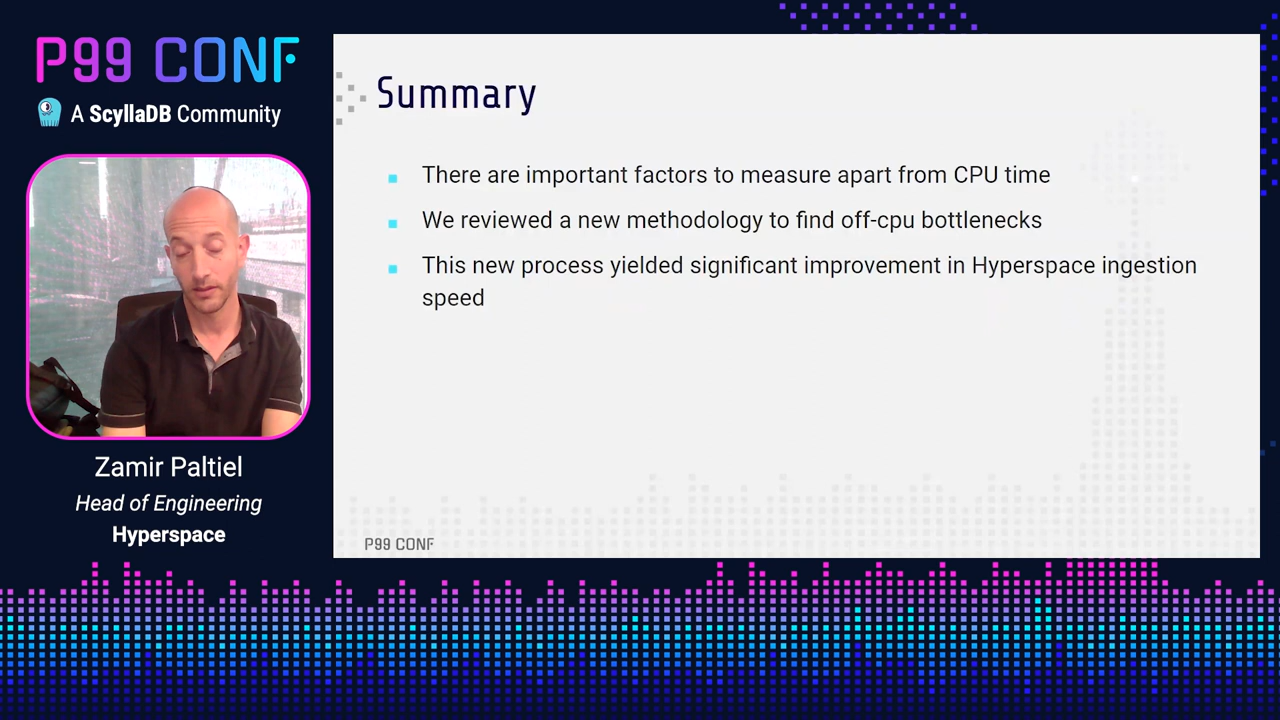 P99 CONF
A ScyllaDB Community
Zamir Paltiel
Head of Engineering
Hyperspace
Summary
There are important factors to measure apart from CPU time
We reviewed a new methodology to find off-cpu bottlenecks
This new process yielded significant improvement in Hyperspace ingestion
speed
P99 CONF